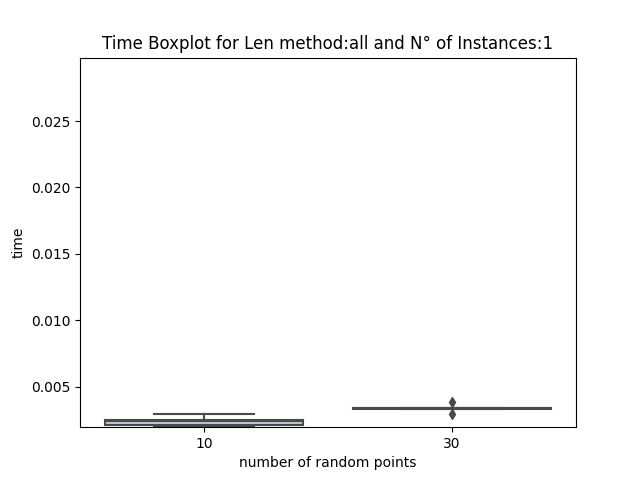 Time Boxplot for Len method:all and N° of Instances:1
0.025
0.020
0.015
0.010
0.005
time
10 30
number of random points